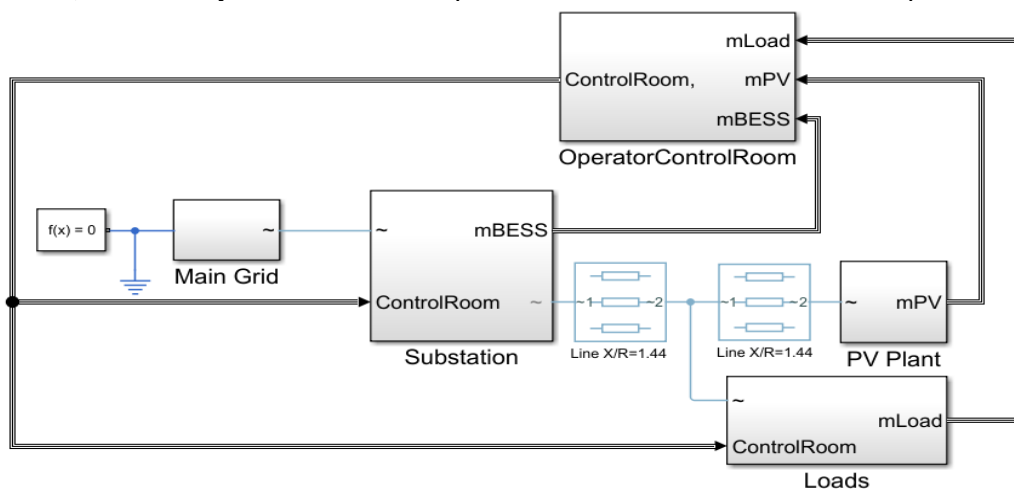 mLoad
ControlRoom, mPV
mBESS
OperatorControlRoom
f(x) = 0
~
Main Grid
~ mBESS
ControlRoom ~
Substation
~1 ~2
Line X/R=1.44
~1 ~2
Line X/R=1.44
~ mPV
PV Plant
~
mLoad
ControlRoom
Loads